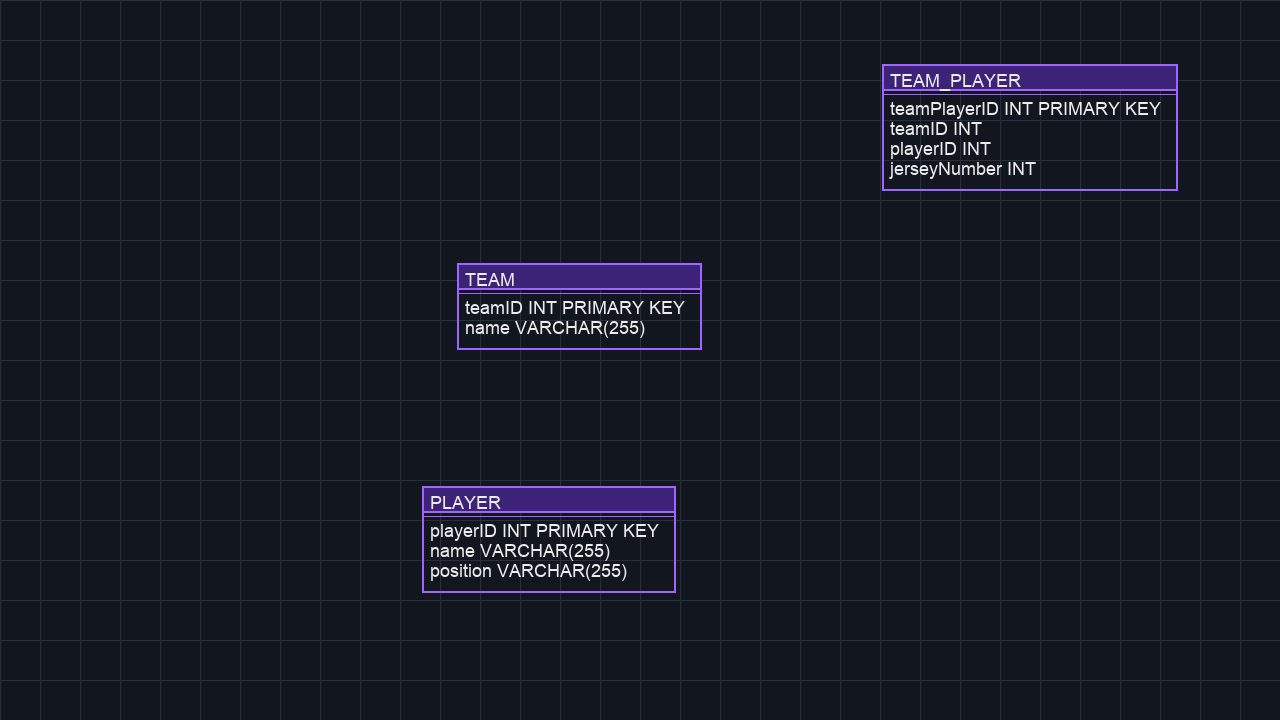 TEAM_PLAYER
teamPlayerID INT PRIMARY KEY
teamID INT
playerID INT
jerseyNumber INT
TEAM
teamID INT PRIMARY KEY
name VARCHAR(255)
PLAYER
playerID INT PRIMARY KEY
name VARCHAR(255)
position VARCHAR(255)